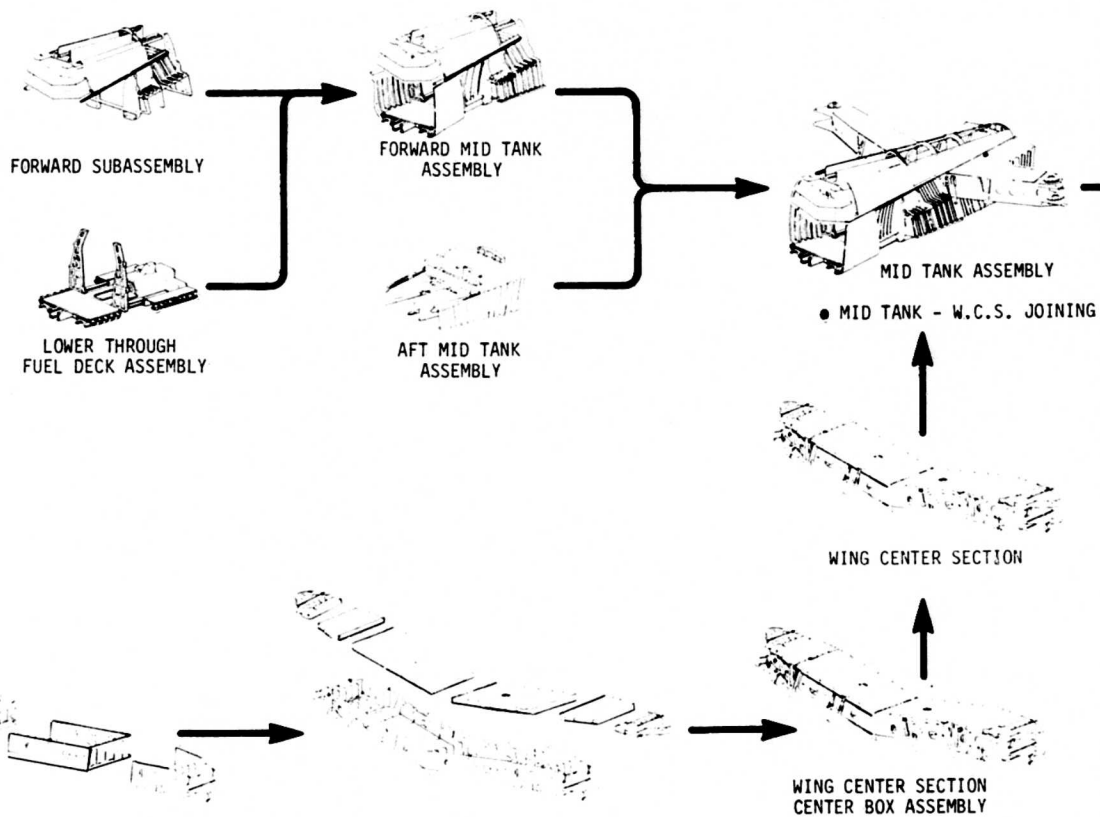 FORWARD SUBASSEMBLY
FORWARD MID TANK
ASSEMBLY
LOWER THROUGH
FUEL DECK ASSEMBLY
AFT MID TANK
ASSEMBLY
MID TANK ASSEMBLY
• MID TANK - W.C.S. JOINING
WING CENTER SECTION
WING CENTER SECTION
CENTER BOX ASSEMBLY